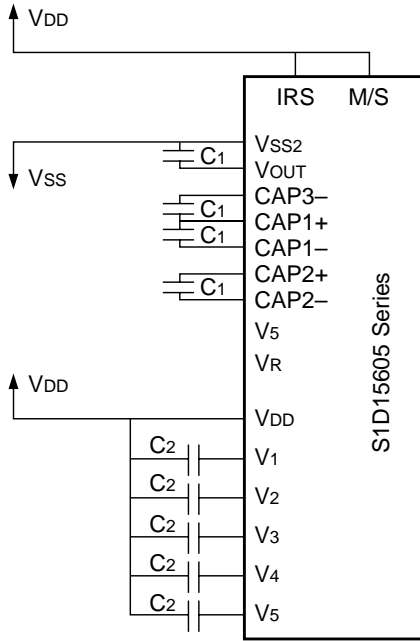 VDD
IRS M/S
VSS2
C1
VOUT
VSS
CAP3–
C1
CAP1+
C1
CAP1–
CAP2+
C1
CAP2–
V5
VR
S1D15605 Series
VDD
VDD
C2
V1
C2
V2
C2
V3
C2
V4
C2
V5